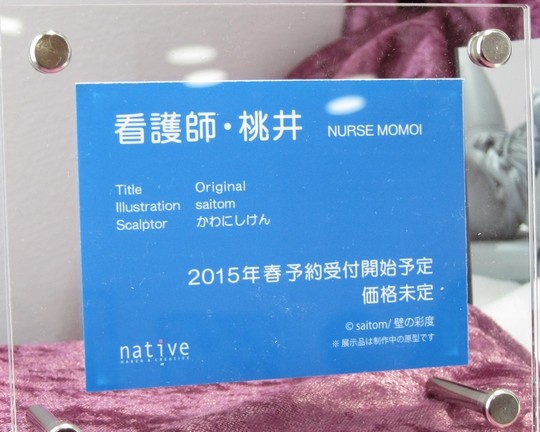 看護師・桃井 NURSE MOMOI
Title Original
Illustration saitom
Scalptor かわにしけん
2015年春予約受付開始予定
価格未定
© saitom/ 壁の彩度
※ 展示品は制作中の原型です
native
MAKER & CREATIVE